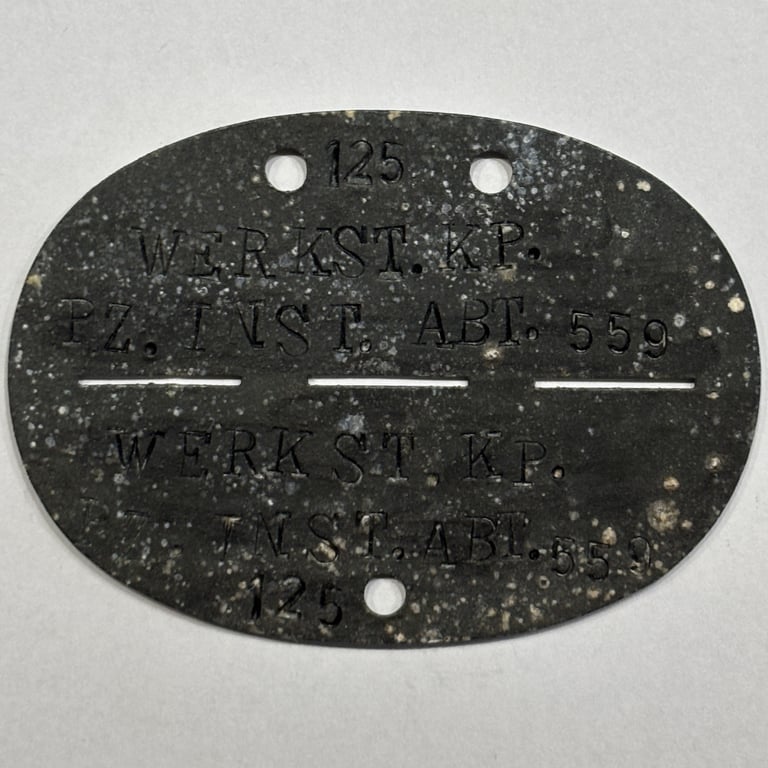 125
WERKST. KP.
PZ. INST. ABT. 559
WERKST. KP.
PZ. INST. ABT. 559
125